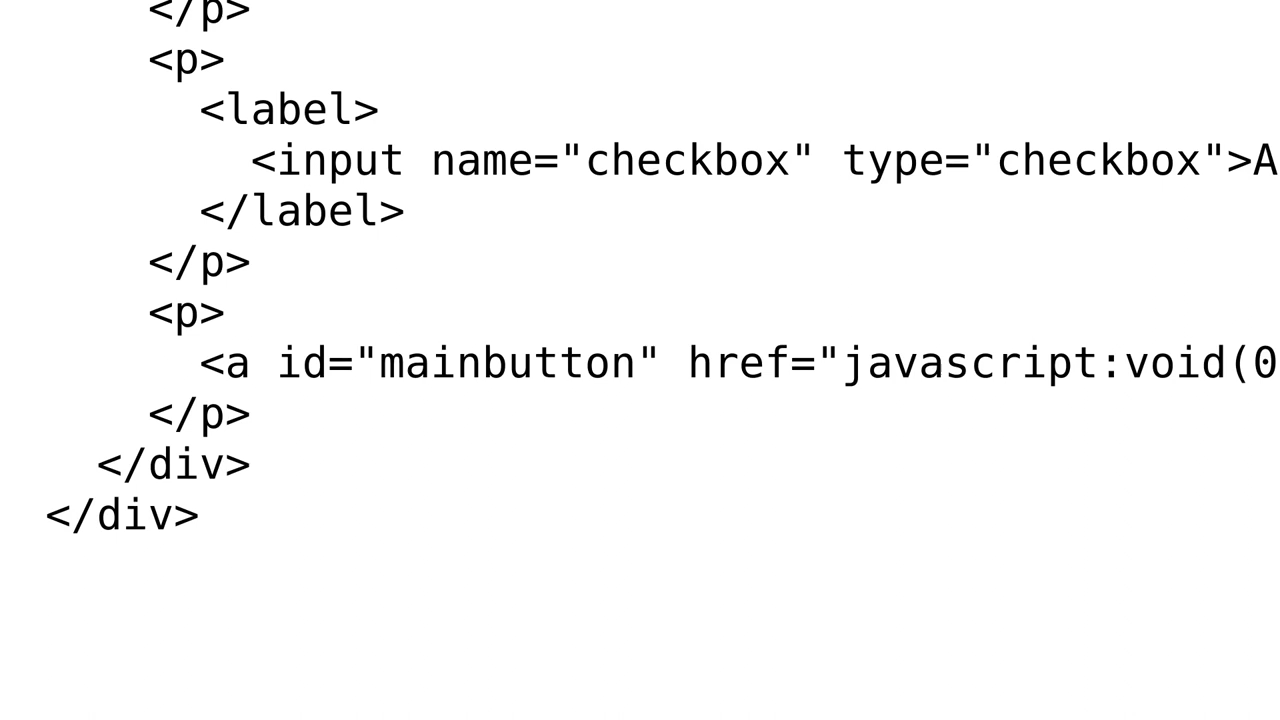 </p>
<p>
<label>
<input name="checkbox" type="checkbox">A
</label>
</p>
<p>
<a id="mainbutton" href="javascript:void(0
</p>
</div>
</div>